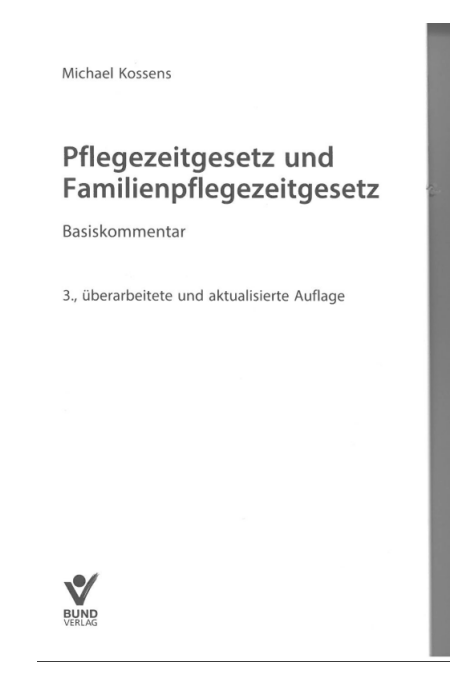 Michael Kossens
Pflegezeitgesetz und
Familienpflegezeitgesetz
Basiskommentar
3., überarbeitete und aktualisierte Auflage
BUND
VERLAG